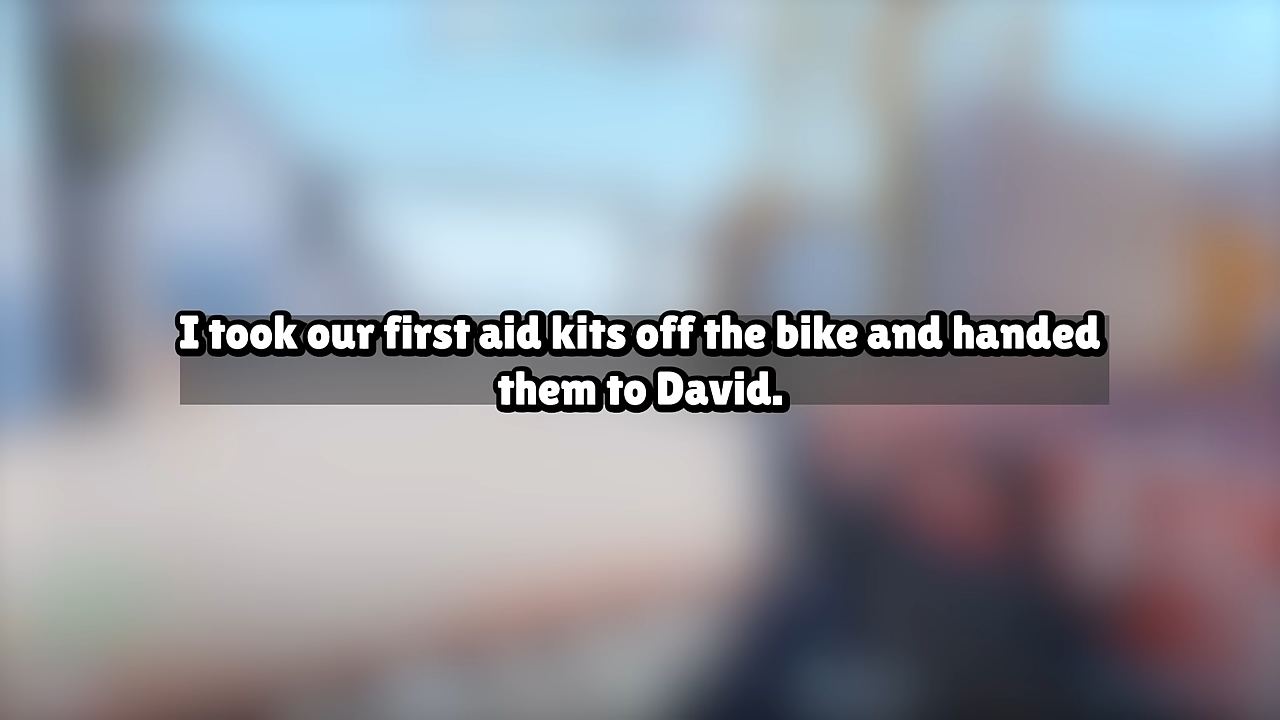 I took our first aid kits off the bike and handed
them to David.